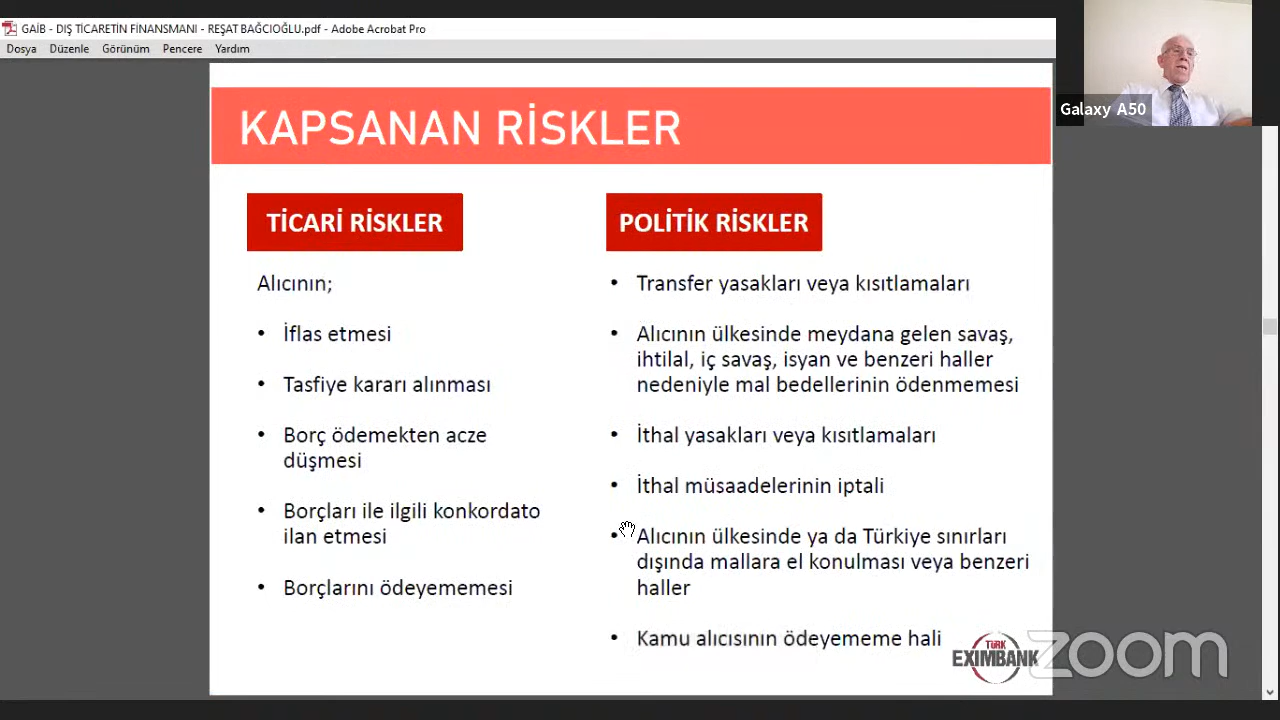 GAİB - DIŞ TİCARETİN FİNANSMANI - REŞAT BAĞCIOĞLU.pdf - Adobe Acrobat Pro
Dosya Düzenle Görünüm Pencere Yardım
Galaxy A50
KAPSANAN RİSKLER
TİCARİ RİSKLER
Alıcının;
• İflas etmesi
• Tasfiye kararı alınması
• Borç ödemekten acze
düşmesi
• Borçları ile ilgili konkordato
ilan etmesi
• Borçlarını ödeyememesi
POLİTİK RİSKLER
• Transfer yasakları veya kısıtlamaları
• Alıcının ülkesinde meydana gelen savaş,
ihtilal, iç savaş, isyan ve benzeri haller
nedeniyle mal bedellerinin ödenmemesi
• İthal yasakları veya kısıtlamaları
• İthal müsaadelerinin iptali
• Alıcının ülkesinde ya da Türkiye sınırları
dışında mallara el konulması veya benzeri
haller
• Kamu alıcısının ödeyememe hali
TÜRK
EXIMBANK
zoom